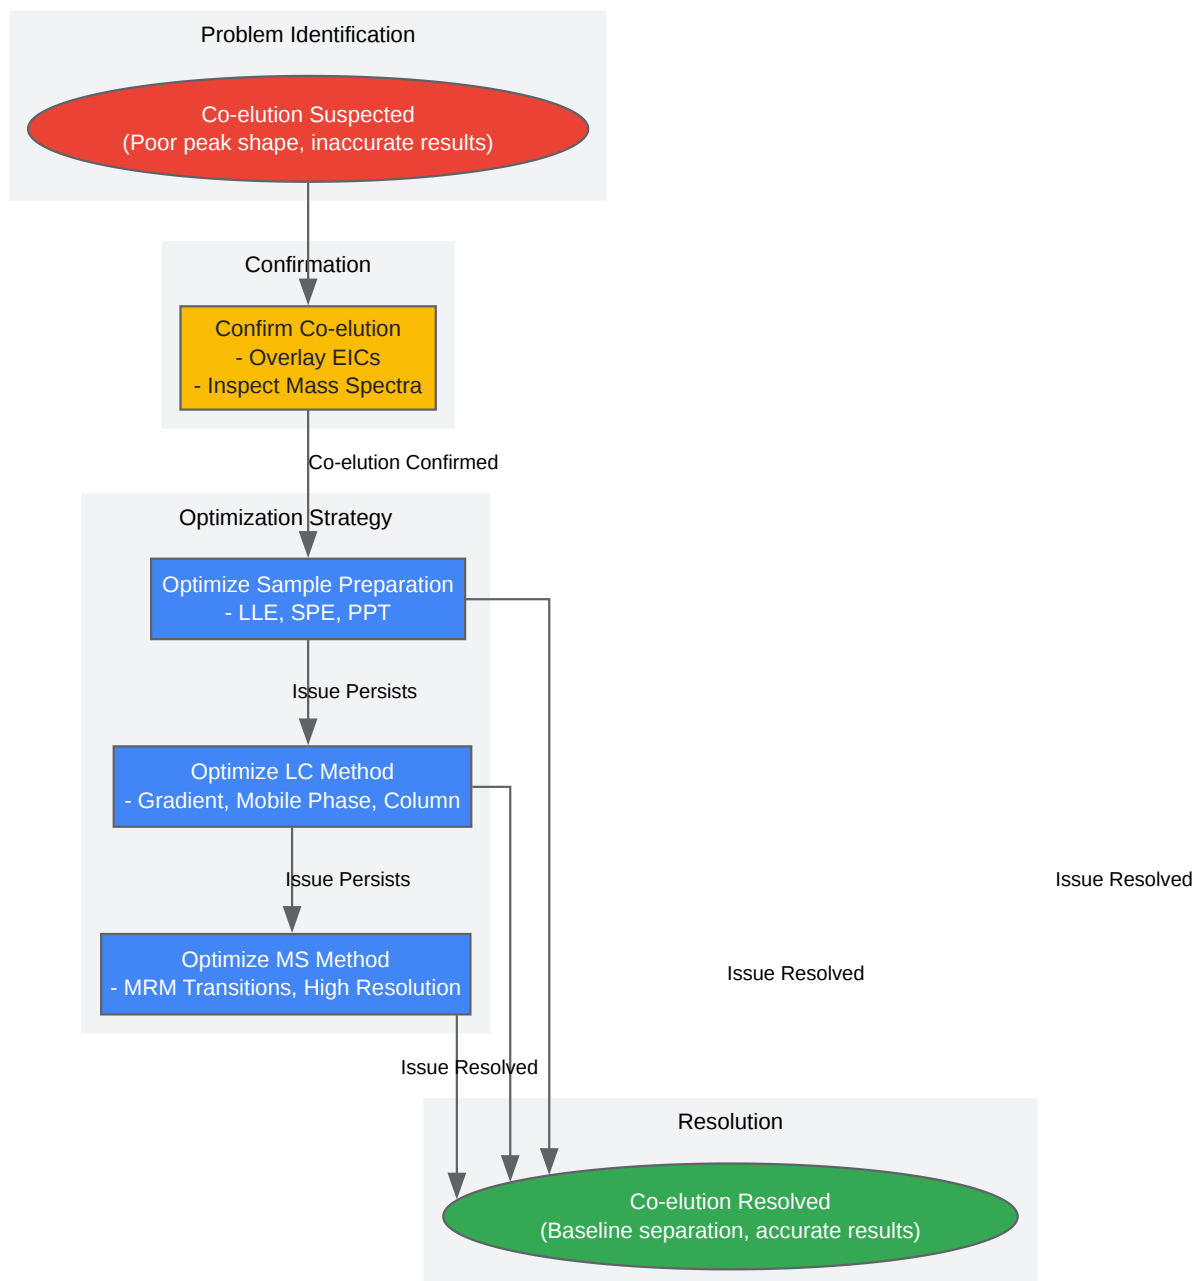 Problem Identification
Co-elution Suspected
(Poor peak shape, inaccurate results)
Confirmation
Confirm Co-elution
- Overlay EICs
- Inspect Mass Spectra
Co-elution Confirmed
Optimization Strategy
Optimize Sample Preparation
- LLE, SPE, PPT
Issue Persists
Optimize LC Method
- Gradient, Mobile Phase, Column
Issue Persists
Issue Resolved
Optimize MS Method
- MRM Transitions, High Resolution
Issue Resolved
Issue Resolved
Resolution
Co-elution Resolved
(Baseline separation, accurate results)